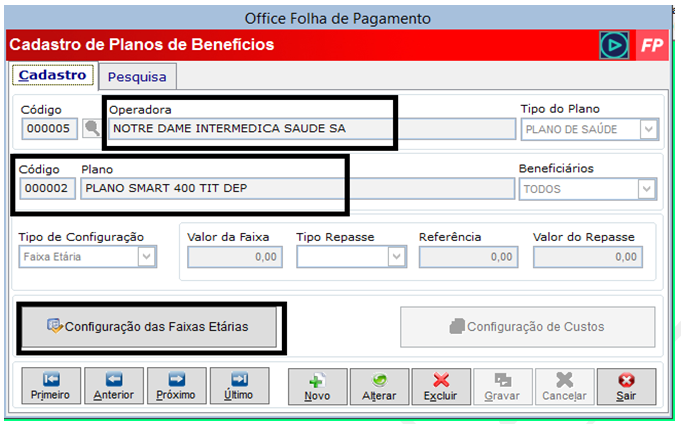 Office Folha de Pagamento
Cadastro de Planos de Benefícios
FP
Cadastro Pesquisa
Código Operadora Tipo do Plano
000005 NOTRE DAME INTERMEDICA SAUDE SA PLANO DE SAÚDE
Código Plano Beneficiários
000002 PLANO SMART 400 TIT DEP TODOS
Tipo de Configuração Valor da Faixa Tipo Repasse Referência Valor do Repasse
Faixa Etária 0,00 0,00 0,00
Configuração das Faixas Etárias Configuração de Custos
Primeiro Anterior Próximo Último Novo Alterar Excluir Gravar Cancelar Sair